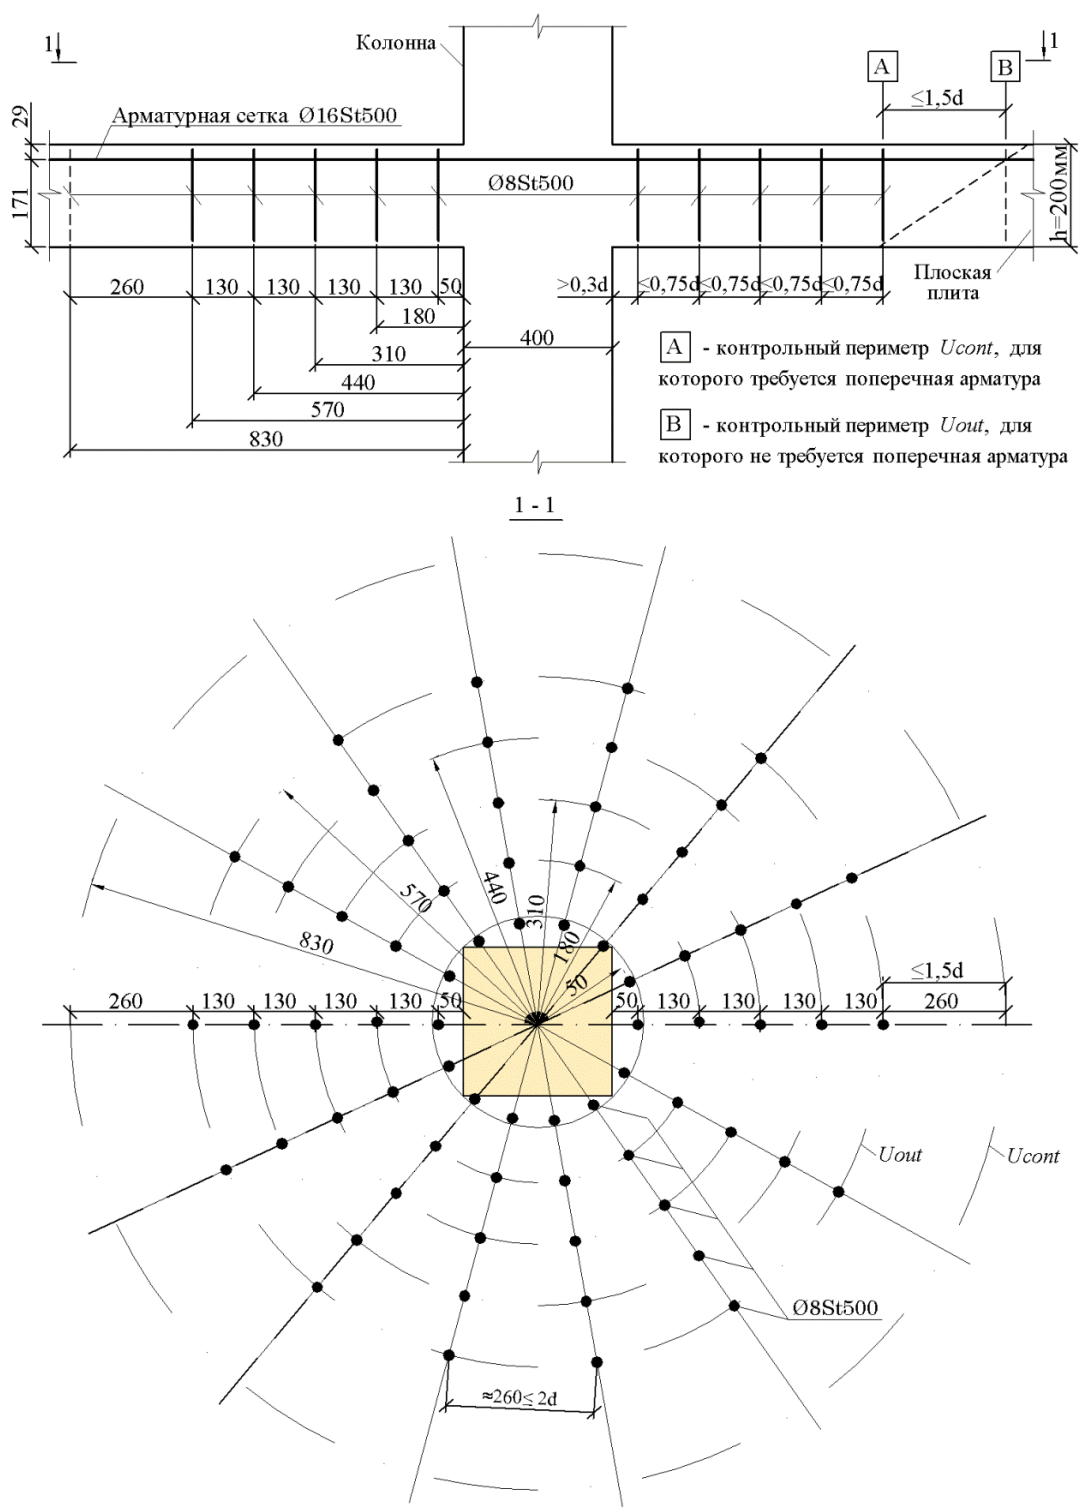 1
Колонна
1
A
B
≤1,5d
29
Арматурная сетка Ø16St500
171
Ø8St500
h=200мм
260
130
130
130
130
50
>0,3d
≤0,75d
≤0,75d
≤0,75d
≤0,75d
Плоская
плита
180
400
310
440
570
830
A - контрольный периметр Ucont, для
которого требуется поперечная арматура
B - контрольный периметр Uout, для
которого не требуется поперечная арматура
1 - 1
570
440
310
180
50
830
≤1,5d
260
130
130
130
130
50
50
130
130
130
130
260
Uout
Ucont
Ø8St500
≈260≤2d